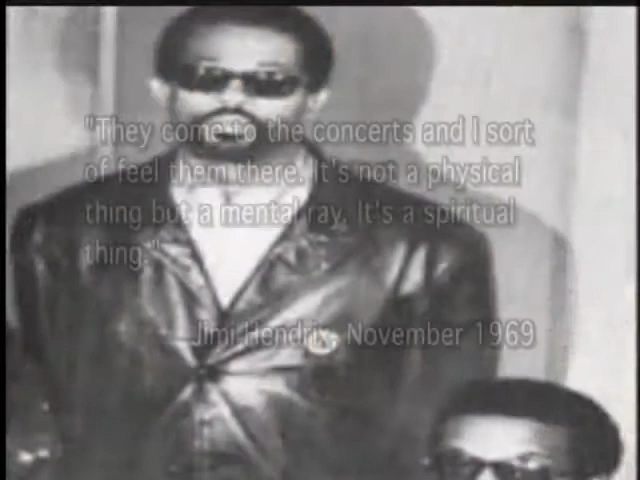 "They come to the concerts and I sort
of feel them there. It's not a physical
thing but a mental ray. It's a spiritual
thing."
—Jimi Hendrix, November 1969